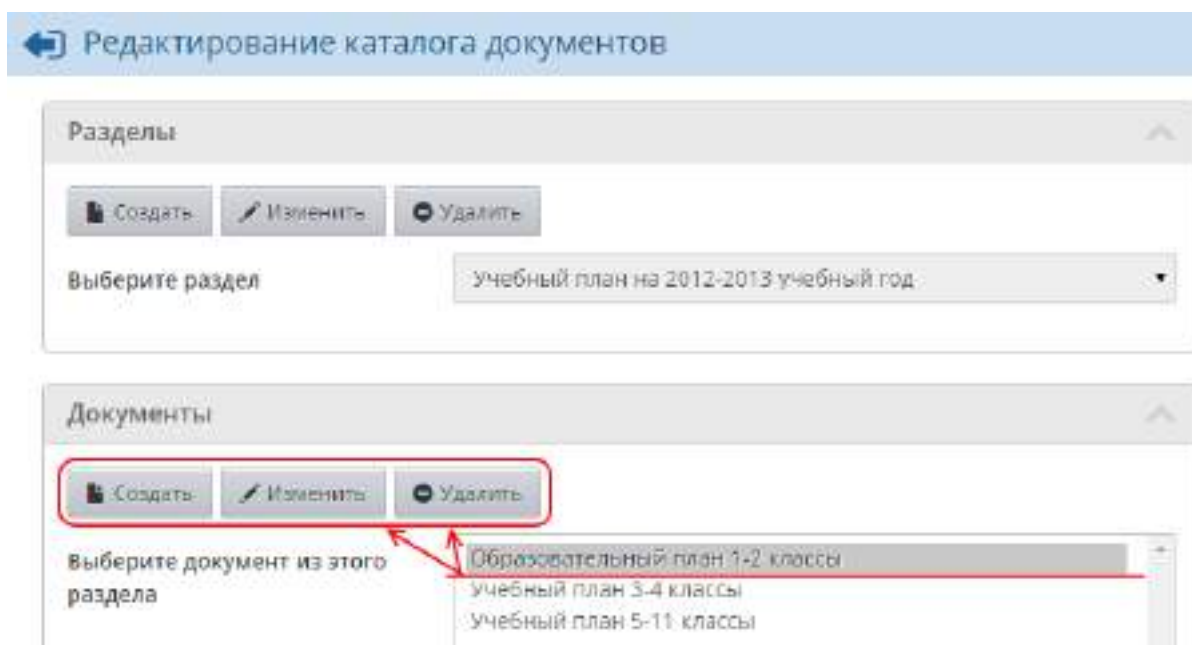 Редактирование каталога документов
Разделы
Создать Изменить Удалить
Выберите раздел Учебный план на 2012-2013 учебный год
Документы
Создать Изменить Удалить
Выберите документ из этого раздела
Образовательный план 1-2 классы
Учебный план 3-4 классы
Учебный план 5-11 классы